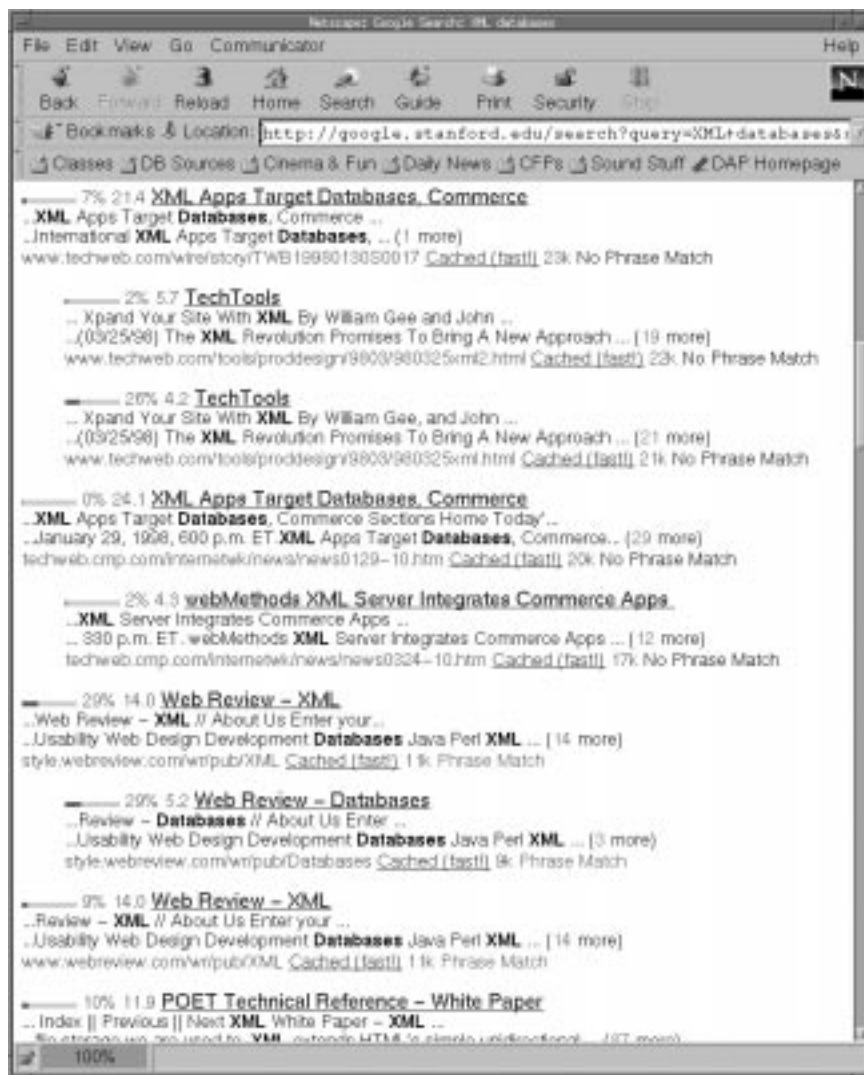 Netscape: Google Search: XML databases
File Edit View Go Communicator Help
Back Forward Reload Home Search Guide Print Security Stop
N
Bookmarks & Location: http://google.stanford.edu/search?query=XML+databases&
Classes DB Sources Cinema & Fun Daily News CFPs Sound Stuff DAP Homepage
7% 21.4 XML Apps Target Databases, Commerce
...XML Apps Target Databases, Commerce ...
...International XML Apps Target Databases, ... (1 more)
www.techweb.com/wire/story/TWB19980130S0017 Cached (fast!) 23k No Phrase Match
2% 5.7 TechTools
... Xpand Your Site With XML By William Gee and John ...
...(03/25/98) The XML Revolution Promises To Bring A New Approach ... (19 more)
www.techweb.com/tools/proddesign/9803/980325xml2.html Cached (fast!) 22k No Phrase Match
26% 4.2 TechTools
... Xpand Your Site With XML By William Gee, and John ...
...(03/25/98) The XML Revolution Promises To Bring A New Approach ... (21 more)
www.techweb.com/tools/proddesign/9803/980325xml.html Cached (fast!) 21k No Phrase Match
0% 24.1 XML Apps Target Databases, Commerce
...XML Apps Target Databases, Commerce Sections Home Today'...
...January 29, 1998, 600 p.m. ET XML Apps Target Databases, Commerce... (29 more)
techweb.cmp.com/internetwk/news/news0129-10.htm Cached (fast!) 20k No Phrase Match
2% 4.3 webMethods XML Server Integrates Commerce Apps
...XML Server Integrates Commerce Apps ...
... 330 p.m. ET. webMethods XML Server Integrates Commerce Apps ... (12 more)
techweb.cmp.com/internetwk/news/news0324-10.htm Cached (fast!) 17k No Phrase Match
29% 14.0 Web Review - XML
...Web Review - XML // About Us Enter your...
...Usability Web Design Development Databases Java Perl XML ... (14 more)
style.webreview.com/wr/pub/XML Cached (fast!) 11k Phrase Match
29% 5.2 Web Review - Databases
...Review - Databases // About Us Enter ...
...Usability Web Design Development Databases Java Perl XML ... (3 more)
style.webreview.com/wr/pub/Databases Cached (fast!) 9k Phrase Match
9% 14.0 Web Review - XML
...Review - XML // About Us Enter your ...
...Usability Web Design Development Databases Java Perl XML ... (14 more)
www.webreview.com/wr/pub/XML Cached (fast!) 11k Phrase Match
10% 11.9 POET Technical Reference - White Paper
... Index || Previous || Next XML White Paper - XML ...
file storage we are used to. XML extends HTML's simple unidirectional ... more)
100%